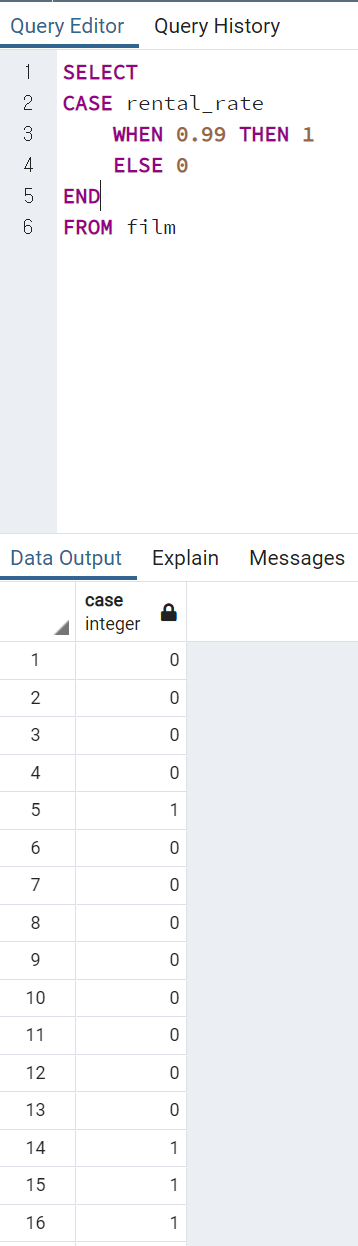 Query Editor Query History
1 SELECT
2 CASE rental_rate
3 WHEN 0.99 THEN 1
4 ELSE 0
5 END
6 FROM film
Data Output Explain Messages
case
integer
1 0
2 0
3 0
4 0
5 1
6 0
7 0
8 0
9 0
10 0
11 0
12 0
13 0
14 1
15 1
16 1